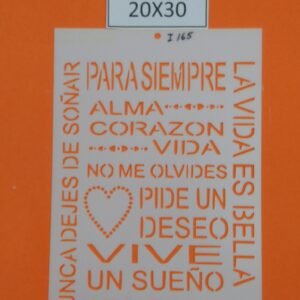 20X30
I 165
PARA SIEMPRE
ALMA
CORAZON
VIDA
NO ME OLVIDES
PIDE UN
DESEO
VIVE
UN SUEÑO
UNCA DEJES DE SOÑAR
LA VIDA ES BELLA